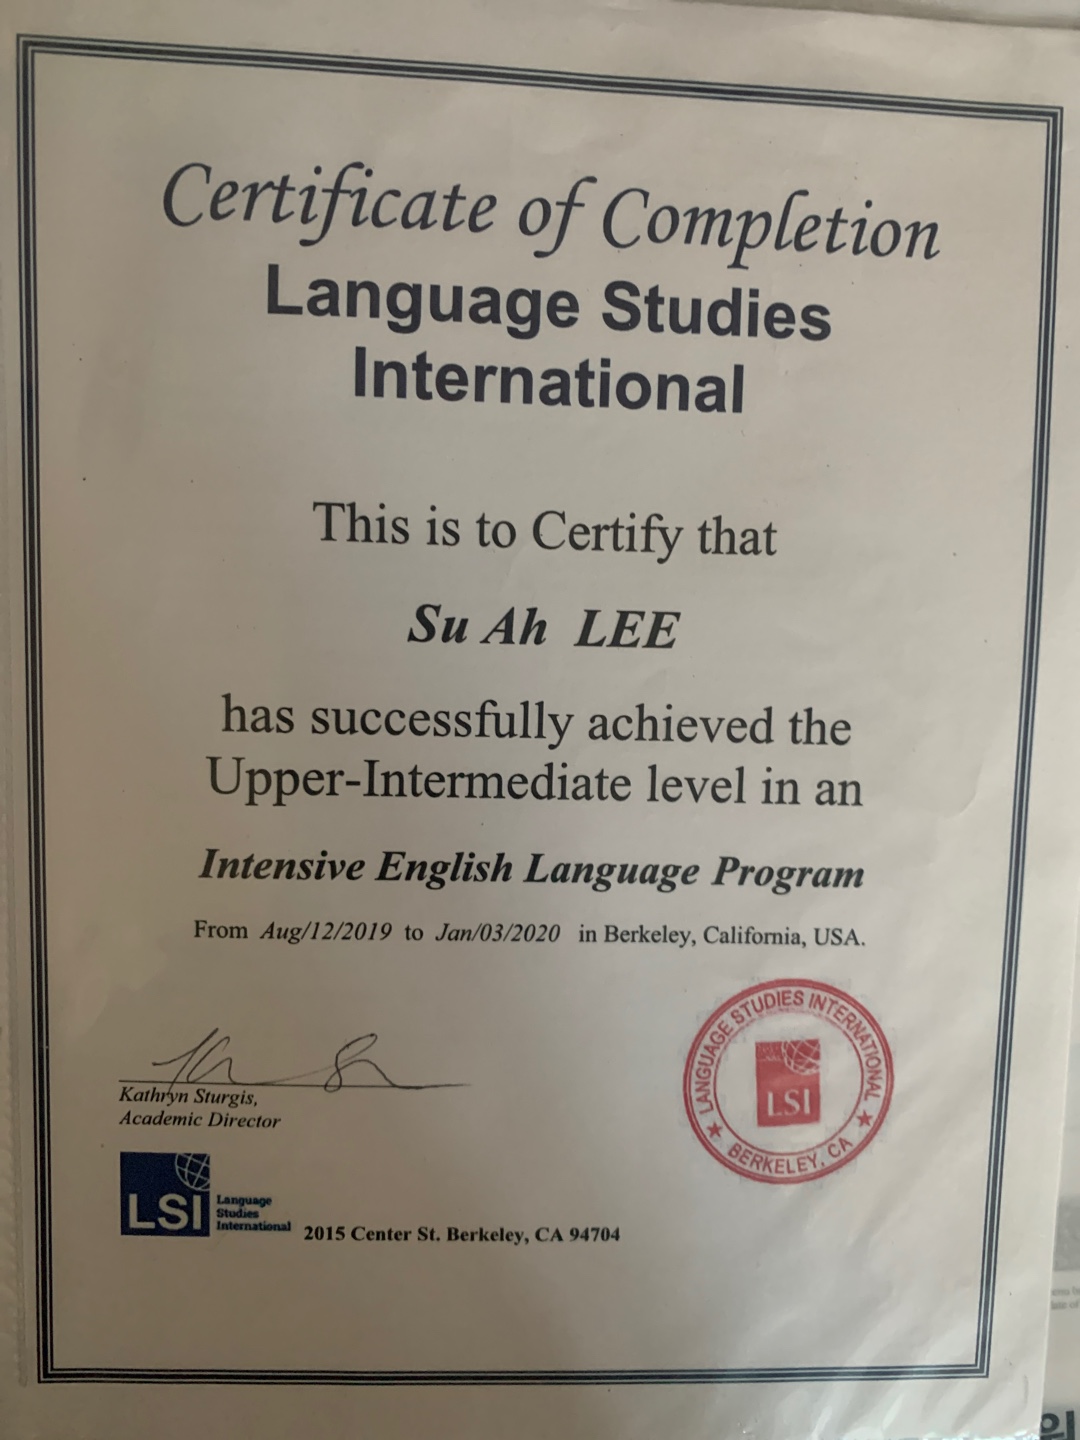 Certificate of Completion
Language Studies
International
This is to Certify that
Su Ah LEE
has successfully achieved the
Upper-Intermediate level in an
Intensive English Language Program
From Aug/12/2019 to Jan/03/2020 in Berkeley, California, USA.
Kathryn Sturgis,
Academic Director
LANGUAGE STUDIES INTERNATIONAL
LSI
BERKELEY, CA
LSI
Language
Studies
International
2015 Center St. Berkeley, CA 94704